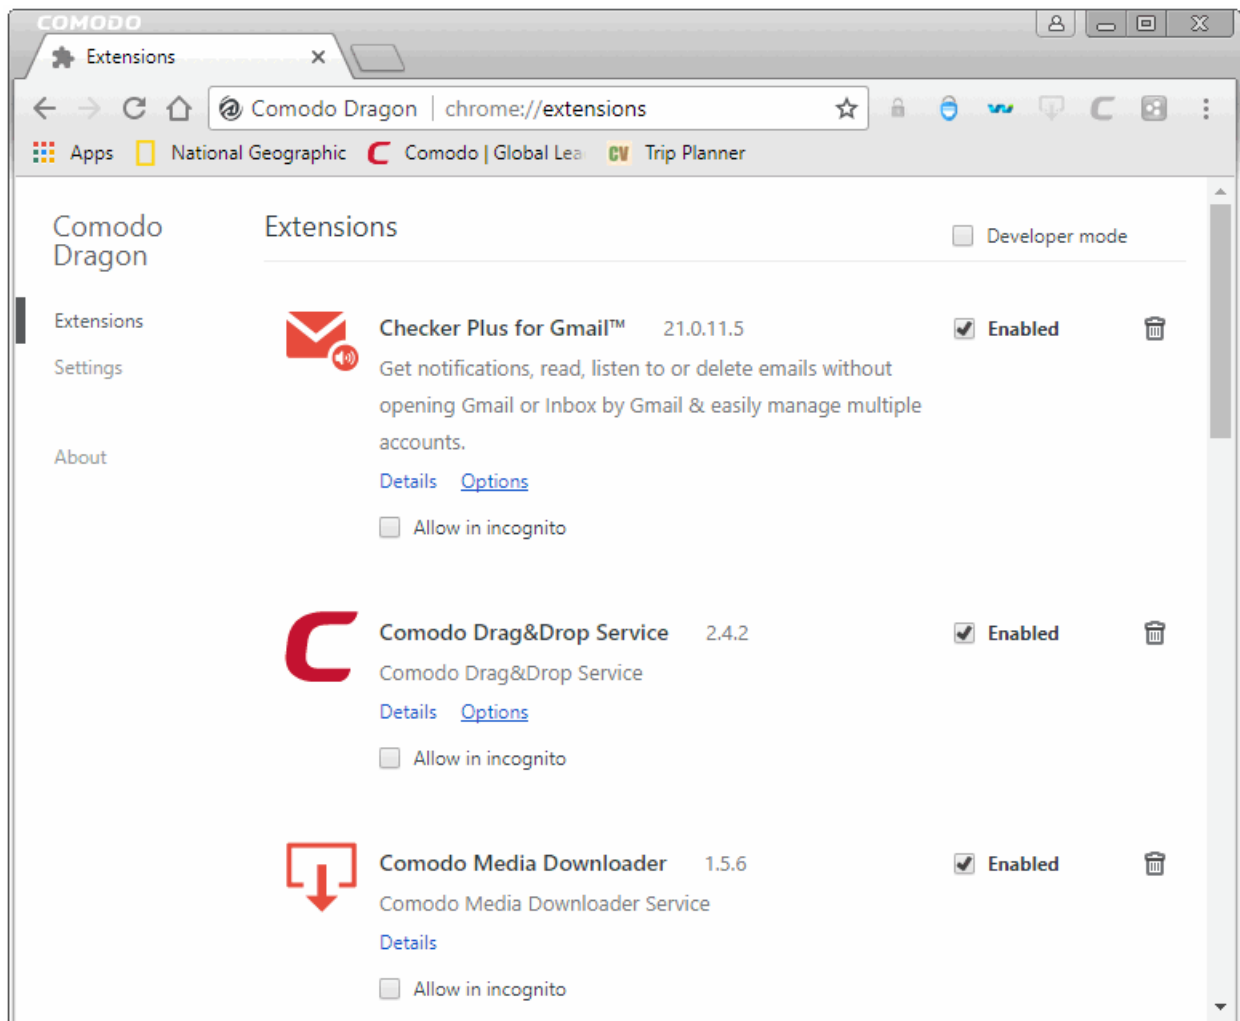 COMODO
Extensions
Comodo Dragon | chrome://extensions
Apps National Geographic Comodo | Global Lea CV Trip Planner
Comodo
Dragon
Extensions
Settings
About
Extensions
Developer mode
Checker Plus for Gmail™ 21.0.11.5
Enabled
Get notifications, read, listen to or delete emails without
opening Gmail or Inbox by Gmail & easily manage multiple
accounts.
Details Options
Allow in incognito
Comodo Drag&Drop Service 2.4.2
Enabled
Comodo Drag&Drop Service
Details Options
Allow in incognito
Comodo Media Downloader 1.5.6
Enabled
Comodo Media Downloader Service
Details
Allow in incognito